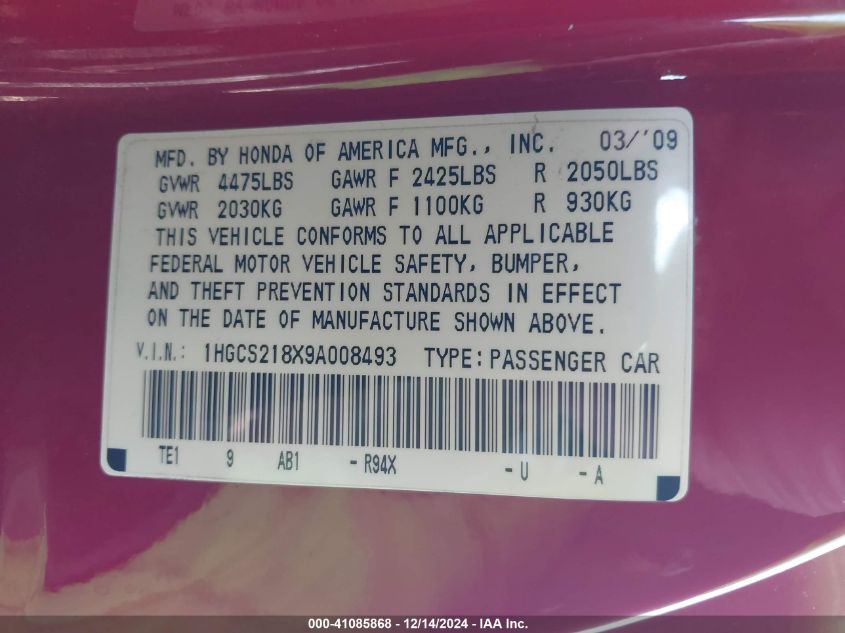 MFD. BY HONDA OF AMERICA MFG., INC. 03/'09
GVWR 4475LBS GAWR F 2425LBS R 2050LBS
GVWR 2030KG GAWR F 1100KG R 930KG
THIS VEHICLE CONFORMS TO ALL APPLICABLE
FEDERAL MOTOR VEHICLE SAFETY, BUMPER,
AND THEFT PREVENTION STANDARDS IN EFFECT
ON THE DATE OF MANUFACTURE SHOWN ABOVE.
V.I.N.: 1HGCS218X9A008493 TYPE:PASSENGER CAR
TE1 9 AB1 -R94X -U -A
000-41085868 - 12/14/2024 - IAA Inc.